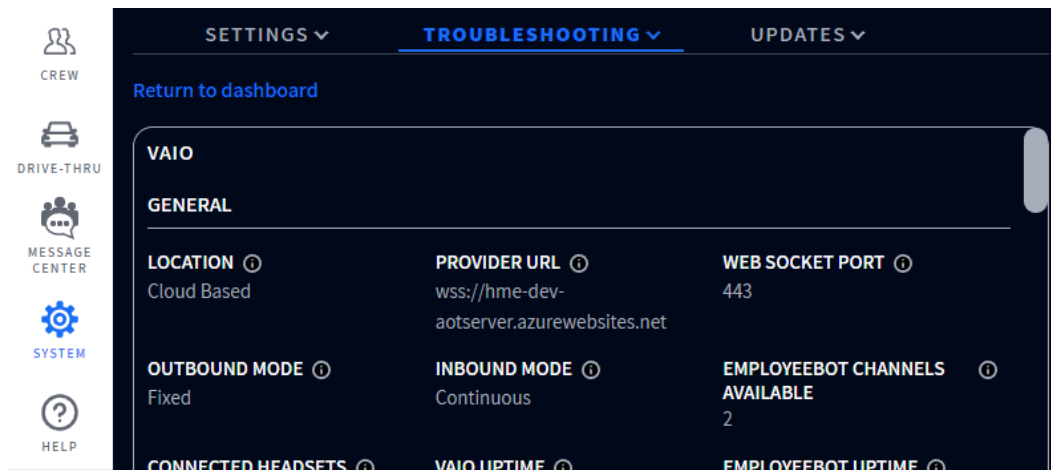 SETTINGS TROUBLESHOOTING UPDATES
CREW
Return to dashboard
DRIVE-THRU
VAIO
GENERAL
MESSAGE
CENTER
LOCATION PROVIDER URL WEB SOCKET PORT
Cloud Based wss://hme-dev- 443
aotserver.azurewebsites.net
SYSTEM
OUTBOUND MODE INBOUND MODE EMPLOYEEBOT CHANNELS
Fixed Continuous AVAILABLE
2
HELP
CONNECTED HEADSETS VAIO UPTIME EMPLOYEEBOT UPTIME